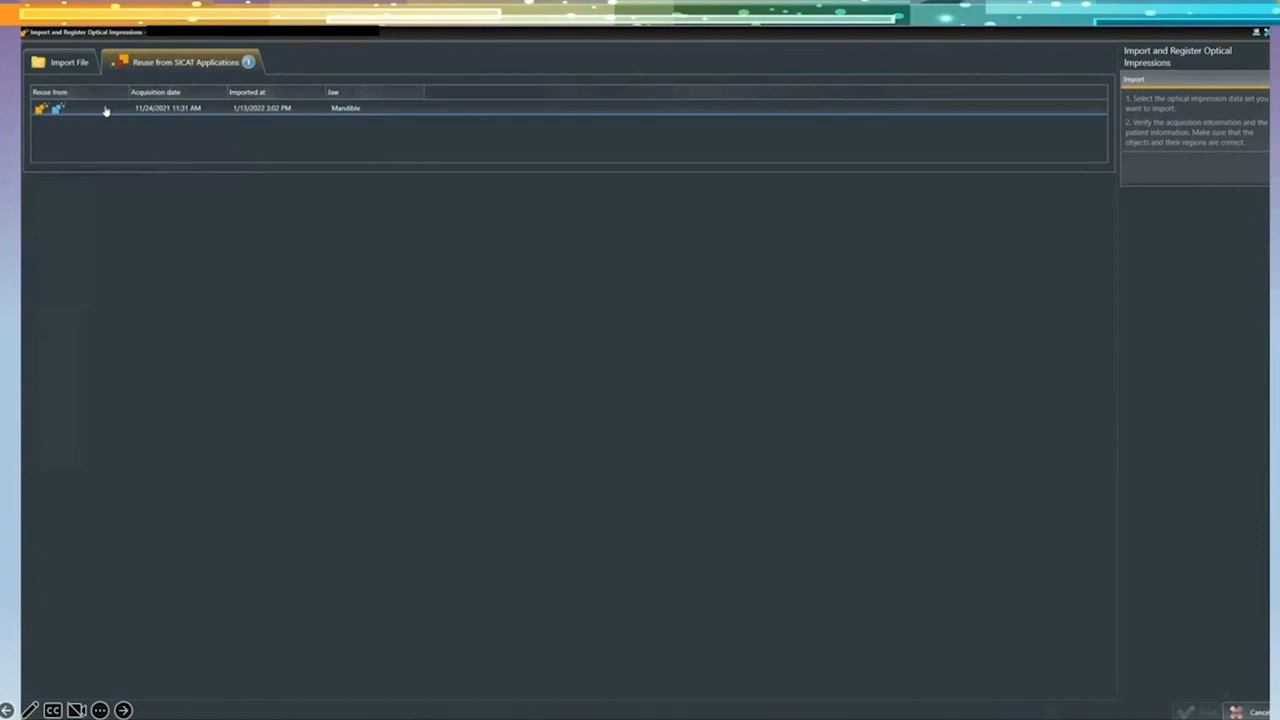 Import and Register Optical Impressions -
Import File
Reuse from SICAT Applications 1
Reuse from Acquisition date Imported at Jaw
11/24/2021 11:31 AM 1/13/2022 3:02 PM Mandible
Import and Register Optical
Impressions
Import
1. Select the optical impression data set you
want to import.
2. Verify the acquisition information and the
patient information. Make sure that the
objects and their regions are correct.
CC
Cancel